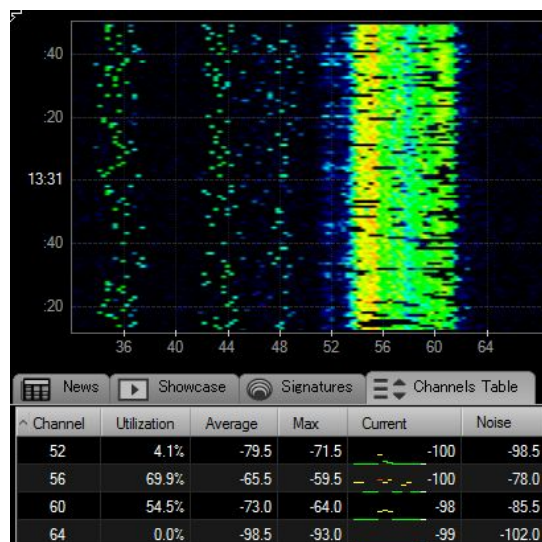 :40
:20
13:31
:40
:20
36 40 44 48 52 56 60 64
News Showcase Signatures Channels Table
^ Channel Utilization Average Max Current Noise
52 4.1% -79.5 -71.5 -100 -98.5
56 69.9% -65.5 -59.5 -100 -78.0
60 54.5% -73.0 -64.0 -98 -85.5
64 0.0% -98.5 -93.0 -99 -102.0